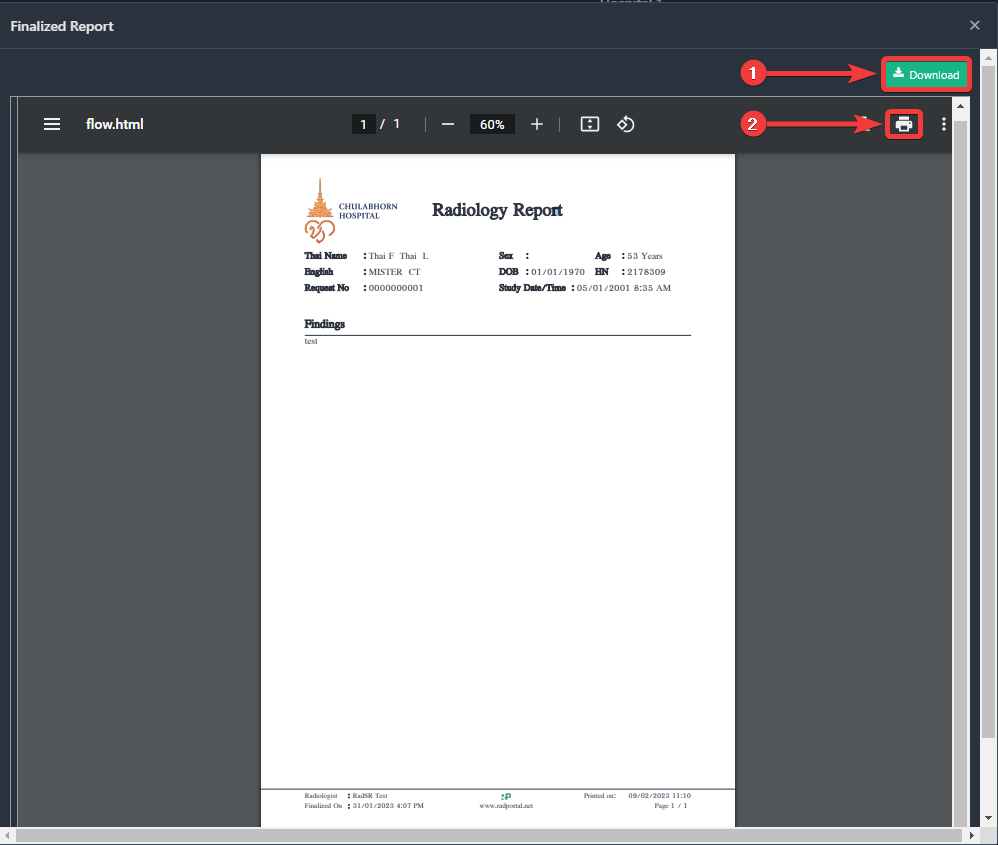 Finalized Report
1
Download
flow.html
1 / 1
60%
2
CHULABHORN
HOSPITAL
Radiology Report
Thai Name : Thai F Thai L Sex : Age : 53 Years
English : MISTER CT DOB : 01/01/1970 HN : 2178309
Request No : 0000000001 Study Date/Time : 05/01/2001 8:35 AM
Findings
test
Radiologist : RadSR Test Printed on: 09/02/2023 11:10
Finalized On : 31/01/2023 4:07 PM www.radportal.net Page 1 / 1